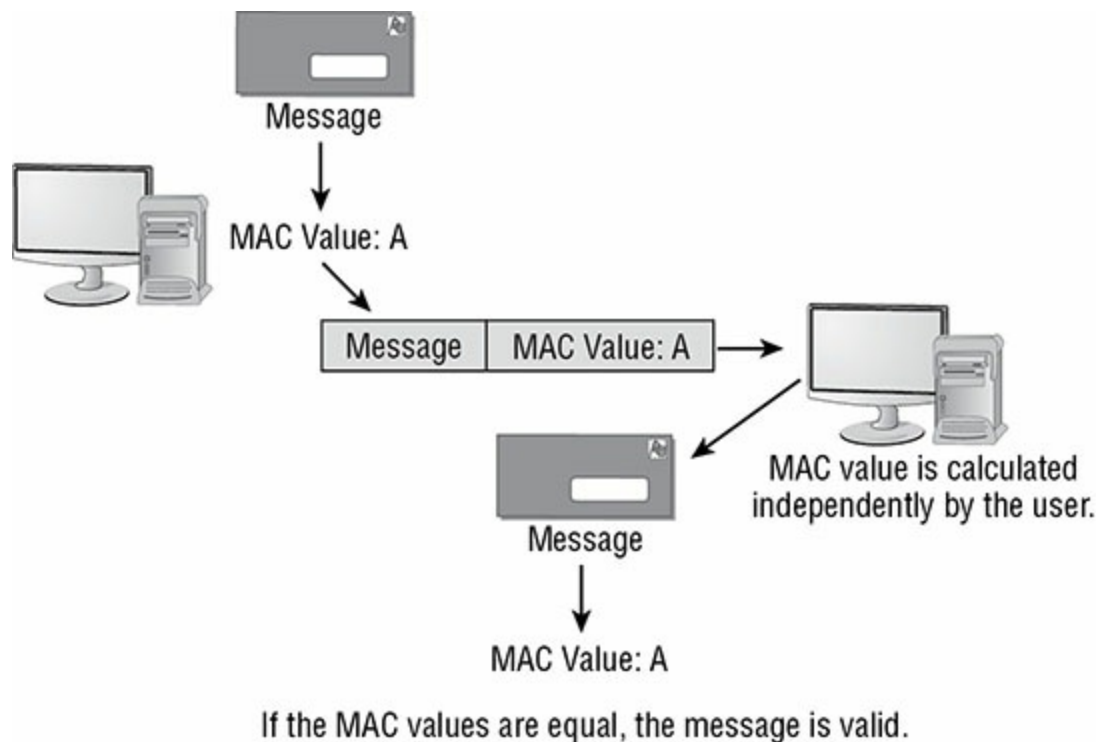 Message
MAC Value: A
Message MAC Value: A
MAC value is calculated
independently by the user.
Message
MAC Value: A
If the MAC values are equal, the message is valid.